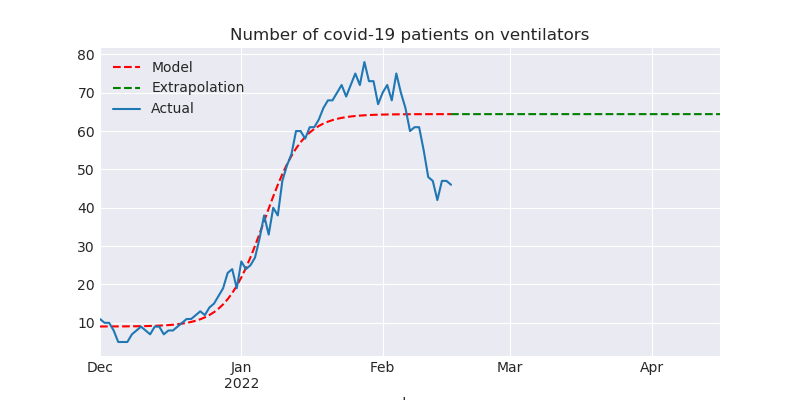 Number of covid-19 patients on ventilators
Model
Extrapolation
Actual
80
70
60
50
40
30
20
10
Dec
Jan
2022
Feb
Mar
Apr